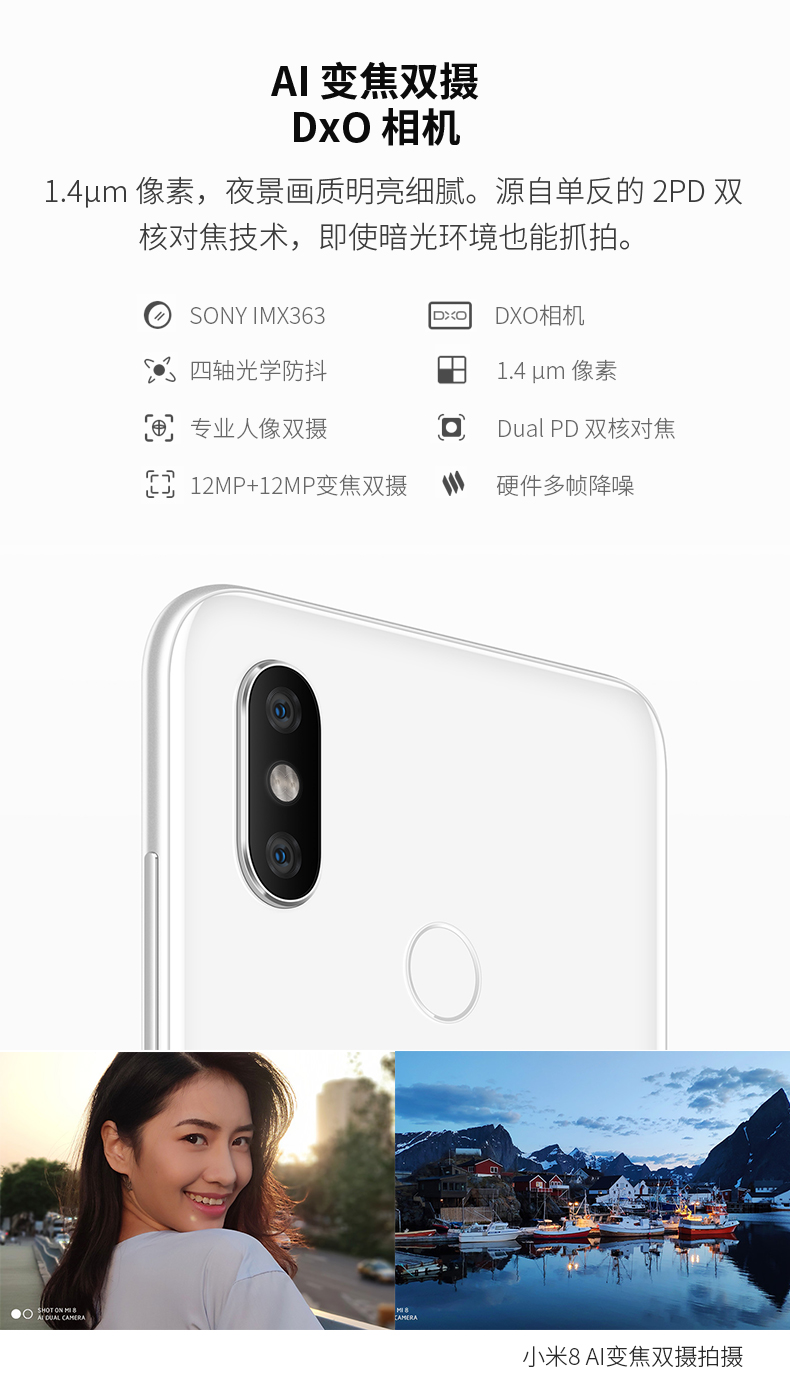 AI 变焦双摄
DxO 相机
1.4μm 像素，夜景画质明亮细腻。源自单反的 2PD 双
核对焦技术，即使暗光环境也能抓拍。
SONY IMX363
DXO
DXO相机
四轴光学防抖
1.4 μm 像素
专业人像双摄
Dual PD 双核对焦
12MP+12MP变焦双摄
硬件多帧降噪
SHOT ON MI 8
AI DUAL CAMERA
MI 8
CAMERA
小米8 AI变焦双摄拍摄